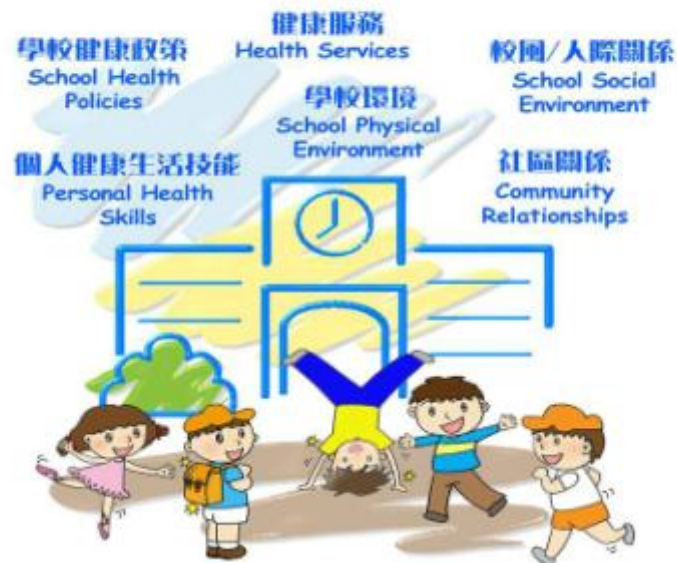 健康服務
Health Services
學校健康政策
School Health
Policies
校風/人際關係
School Social
Environment
學校環境
School Physical
Environment
個人健康生活技能
Personal Health
Skills
社區關係
Community
Relationships